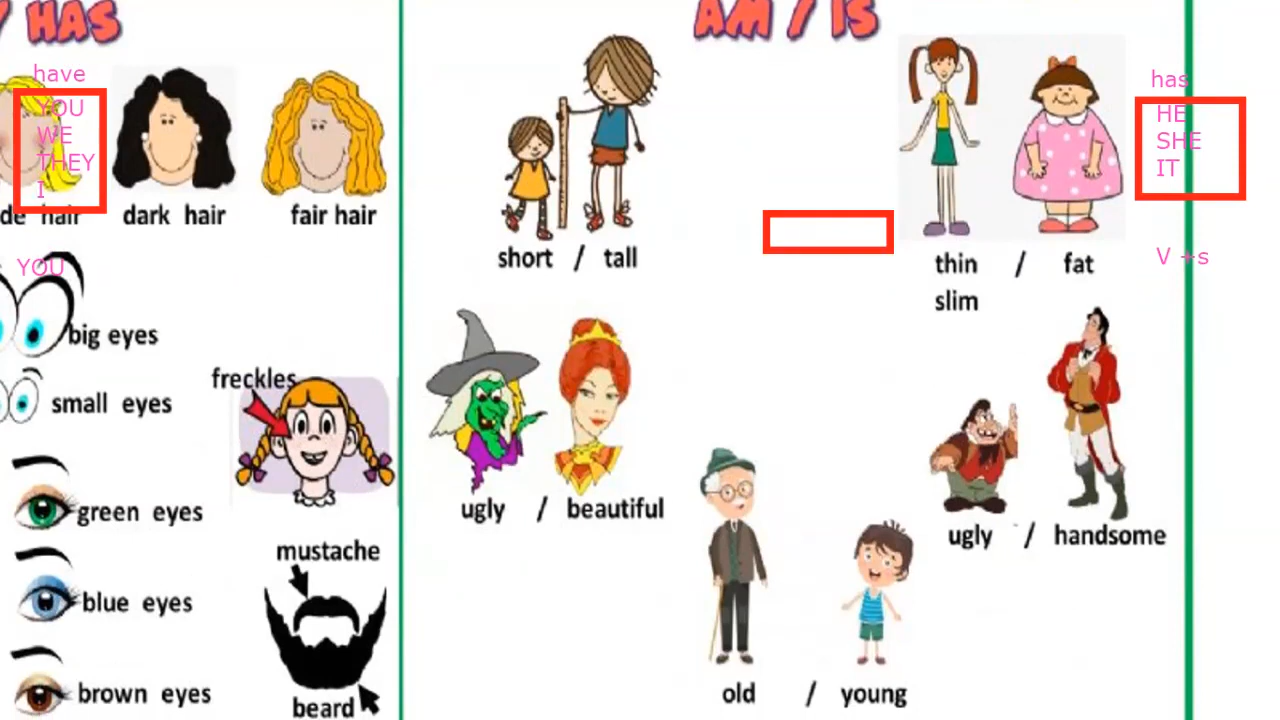 / HAS
AM / IS
have
YOU
WE
THEY
I
de hair
dark hair
fair hair
YOU
big eyes
small eyes
freckles
green eyes
mustache
blue eyes
brown eyes
beard
short / tall
thin / fat
slim
has
HE
SHE
IT
V +s
ugly / beautiful
ugly / handsome
old / young